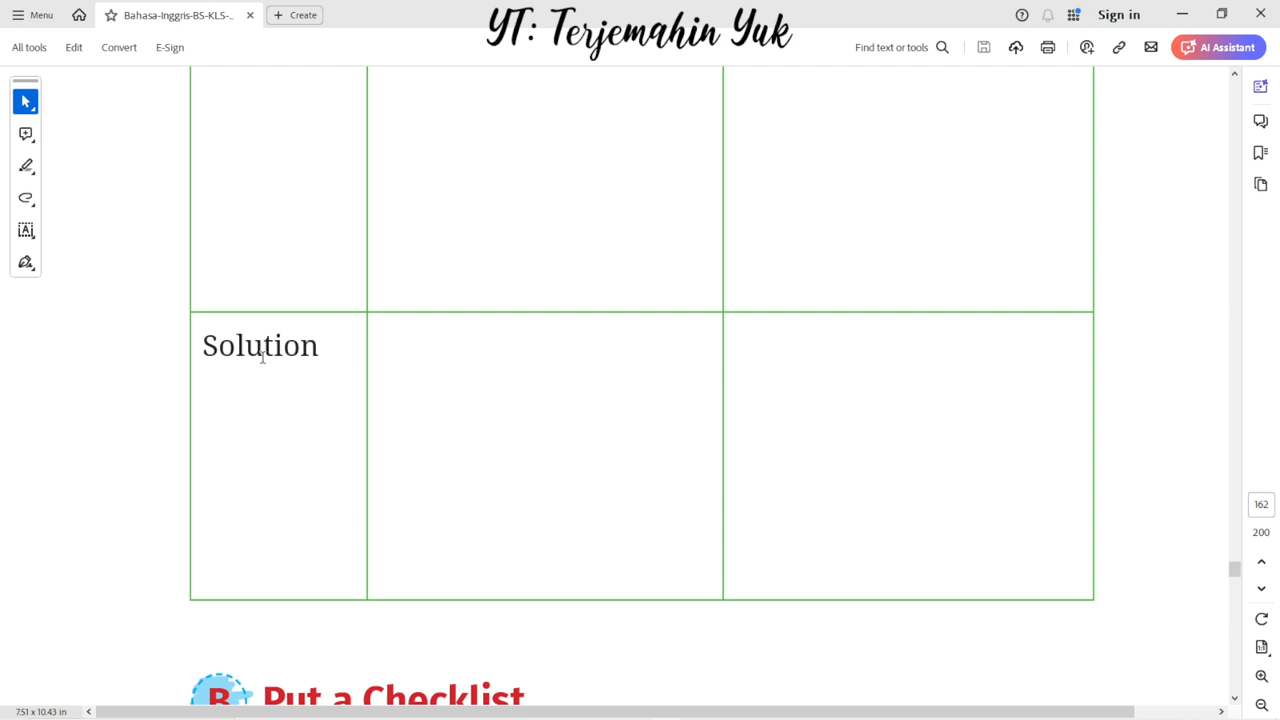 Menu
Bahasa-Inggris-BS-KLS-...
Create
YT: Terjemahin Yuk
Sign in
All tools
Edit
Convert
E-Sign
Find text or tools
AI Assistant
Solution
B Put a Checklist
162
200
7.51 x 10.43 in